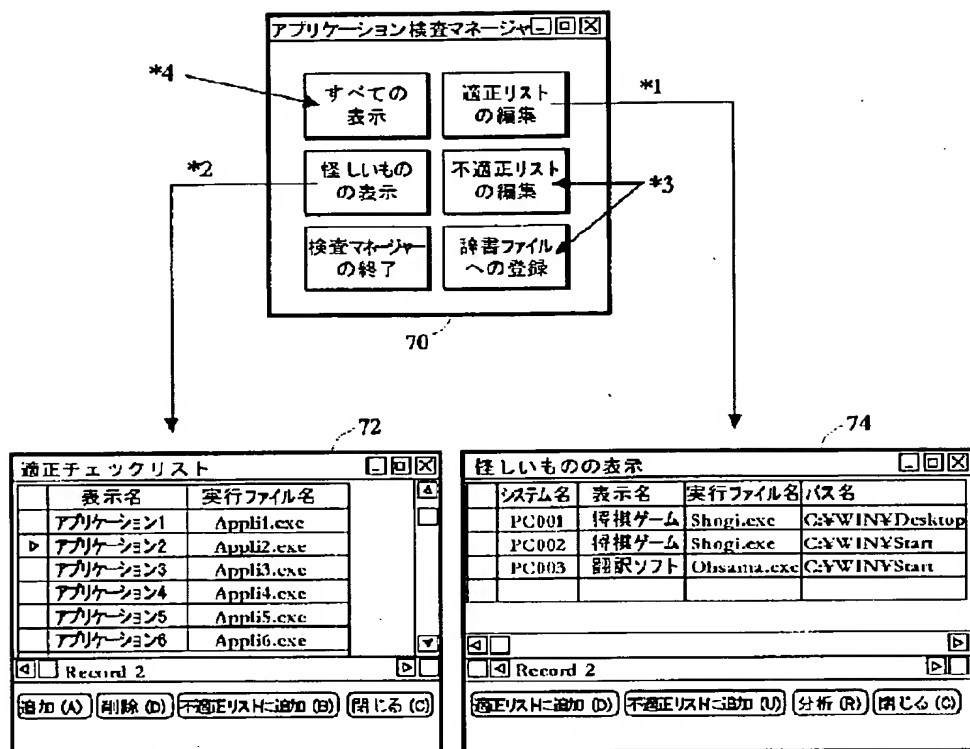 アプリケーション検査マネージャ
*4
すべての
表示
適正リスト
の編集
*1
*2
怪しいもの
の表示
不適正リスト
の編集
*3
検査マネージャー
の終了
辞書ファイル
への登録
70
72
適正チェックリスト
表示名 実行ファイル名
アプリケーション1 Appli1.exe
アプリケーション2 Appli2.exe
アプリケーション3 Appli3.exe
アプリケーション4 Appli4.exe
アプリケーション5 Appli5.exe
アプリケーション6 Appli6.exe
Record 2
追加 (A) 削除 (D) 不適正リストに追加 (B) 閉じる (C)
74
怪しいものの表示
システム名 表示名 実行ファイル名 パス名
PC001 将棋ゲーム Shogi.exe C:¥WIN¥Desktop
PC002 将棋ゲーム Shogi.exe C:¥WIN¥Start
PC003 翻訳ソフト Ohsama.exe C:¥WIN¥Start
Record 2
適正リストに追加 (D) 不適正リストに追加 (U) 分析 (R) 閉じる (C)